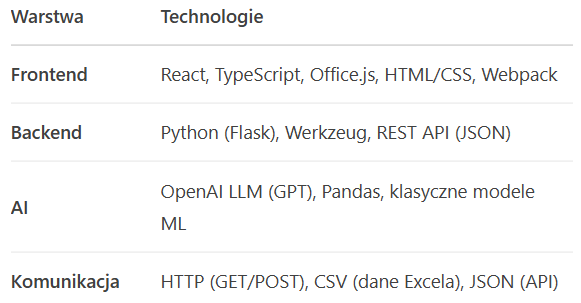 Warstwa Technologie
Frontend React, TypeScript, Office.js, HTML/CSS, Webpack
Backend Python (Flask), Werkzeug, REST API (JSON)
AI OpenAI LLM (GPT), Pandas, klasyczne modele
ML
Komunikacja HTTP (GET/POST), CSV (dane Excela), JSON (API)